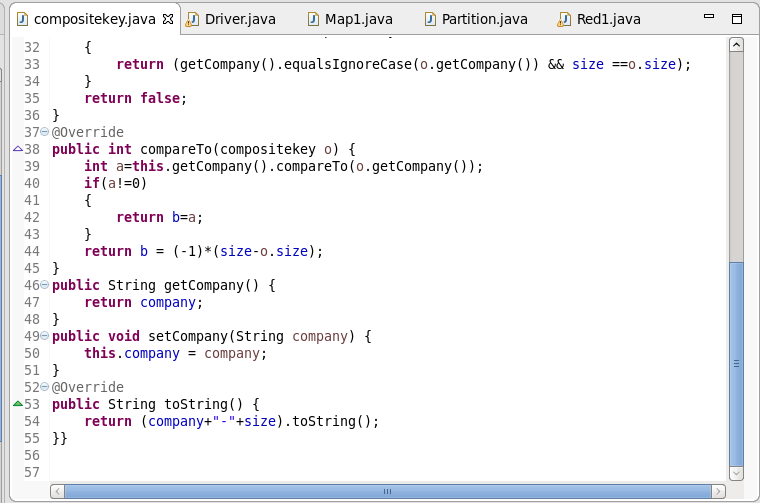 compositekey.java Driver.java Map1.java Partition.java Red1.java
32 {
33 return (getCompany().equalsIgnoreCase(o.getCompany()) && size ==o.size);
34 }
35 return false;
36 }
37 @Override
38 public int compareTo(compositekey o) {
39 int a=this.getCompany().compareTo(o.getCompany());
40 if(a!=0)
41 {
42 return b=a;
43 }
44 return b = (-1)*(size-o.size);
45 }
46 public String getCompany() {
47 return company;
48 }
49 public void setCompany(String company) {
50 this.company = company;
51 }
52 @Override
53 public String toString() {
54 return (company+"-"+size).toString();
55 }}
56
57